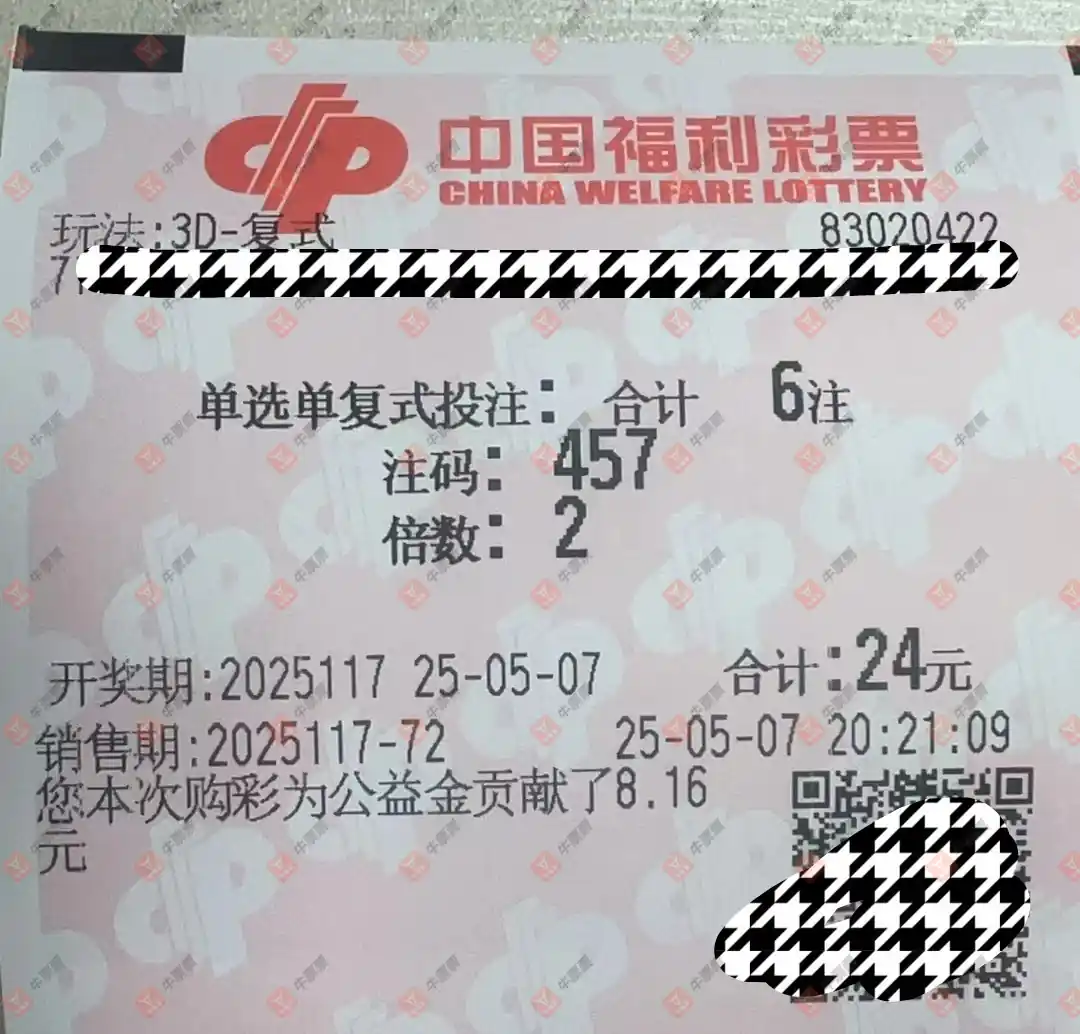 中国福利彩票
CHINA WELFARE LOTTERY
玩法:3D-复式 83020422
7
单选单复式投注: 合计 6注
注码: 457
倍数: 2
开奖期:2025117 25-05-07 合计:24元
销售期:2025117-72 25-05-07 20:21:09
您本次购彩为公益金贡献了8.16
元